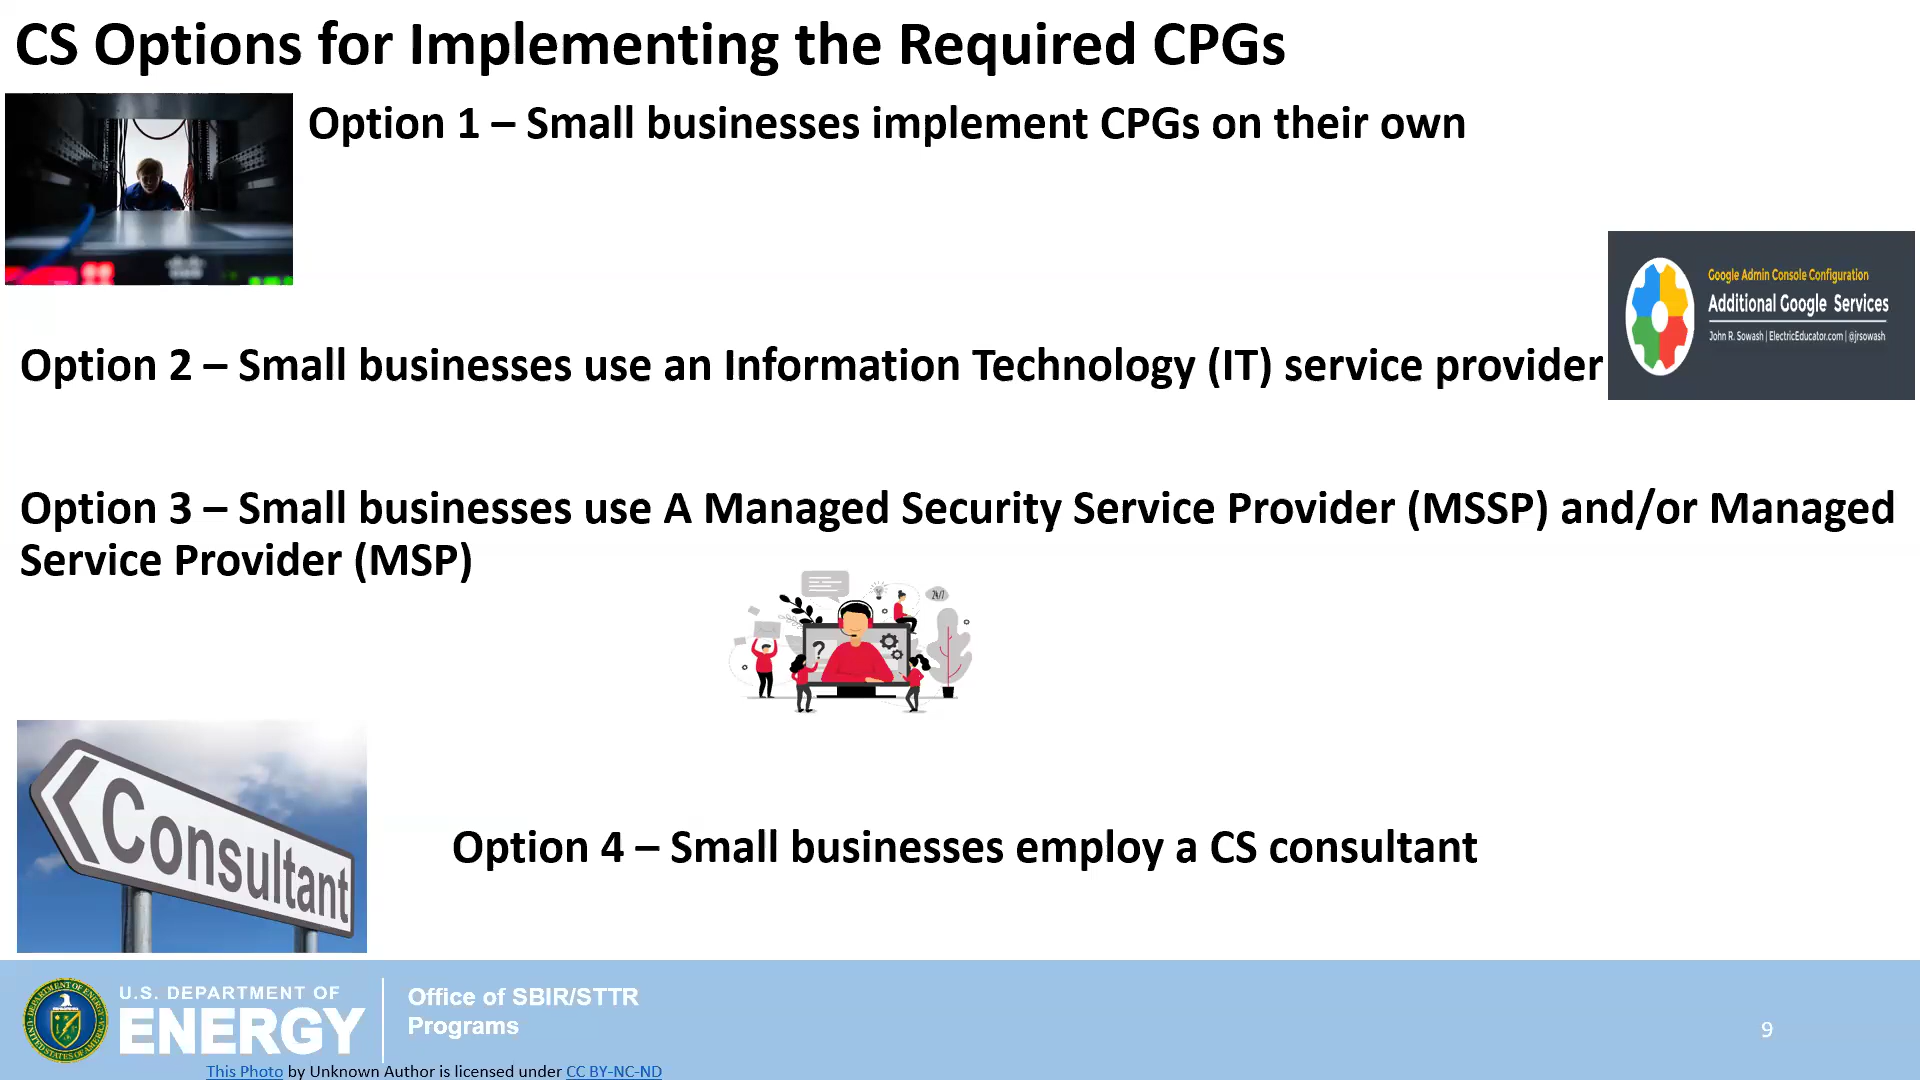 CS Options for Implementing the Required CPGs
Option 1 – Small businesses implement CPGs on their own
Google Admin Console Configuration
Additional Google Services
John R. Sowash | ElectricEducator.com | @jrsowash
Option 2 – Small businesses use an Information Technology (IT) service provider
Option 3 – Small businesses use A Managed Security Service Provider (MSSP) and/or Managed
Service Provider (MSP)
24/7
?
Consultant
Option 4 – Small businesses employ a CS consultant
U.S. DEPARTMENT OF
ENERGY
Office of SBIR/STTR
Programs
9
This Photo by Unknown Author is licensed under CC BY-NC-ND